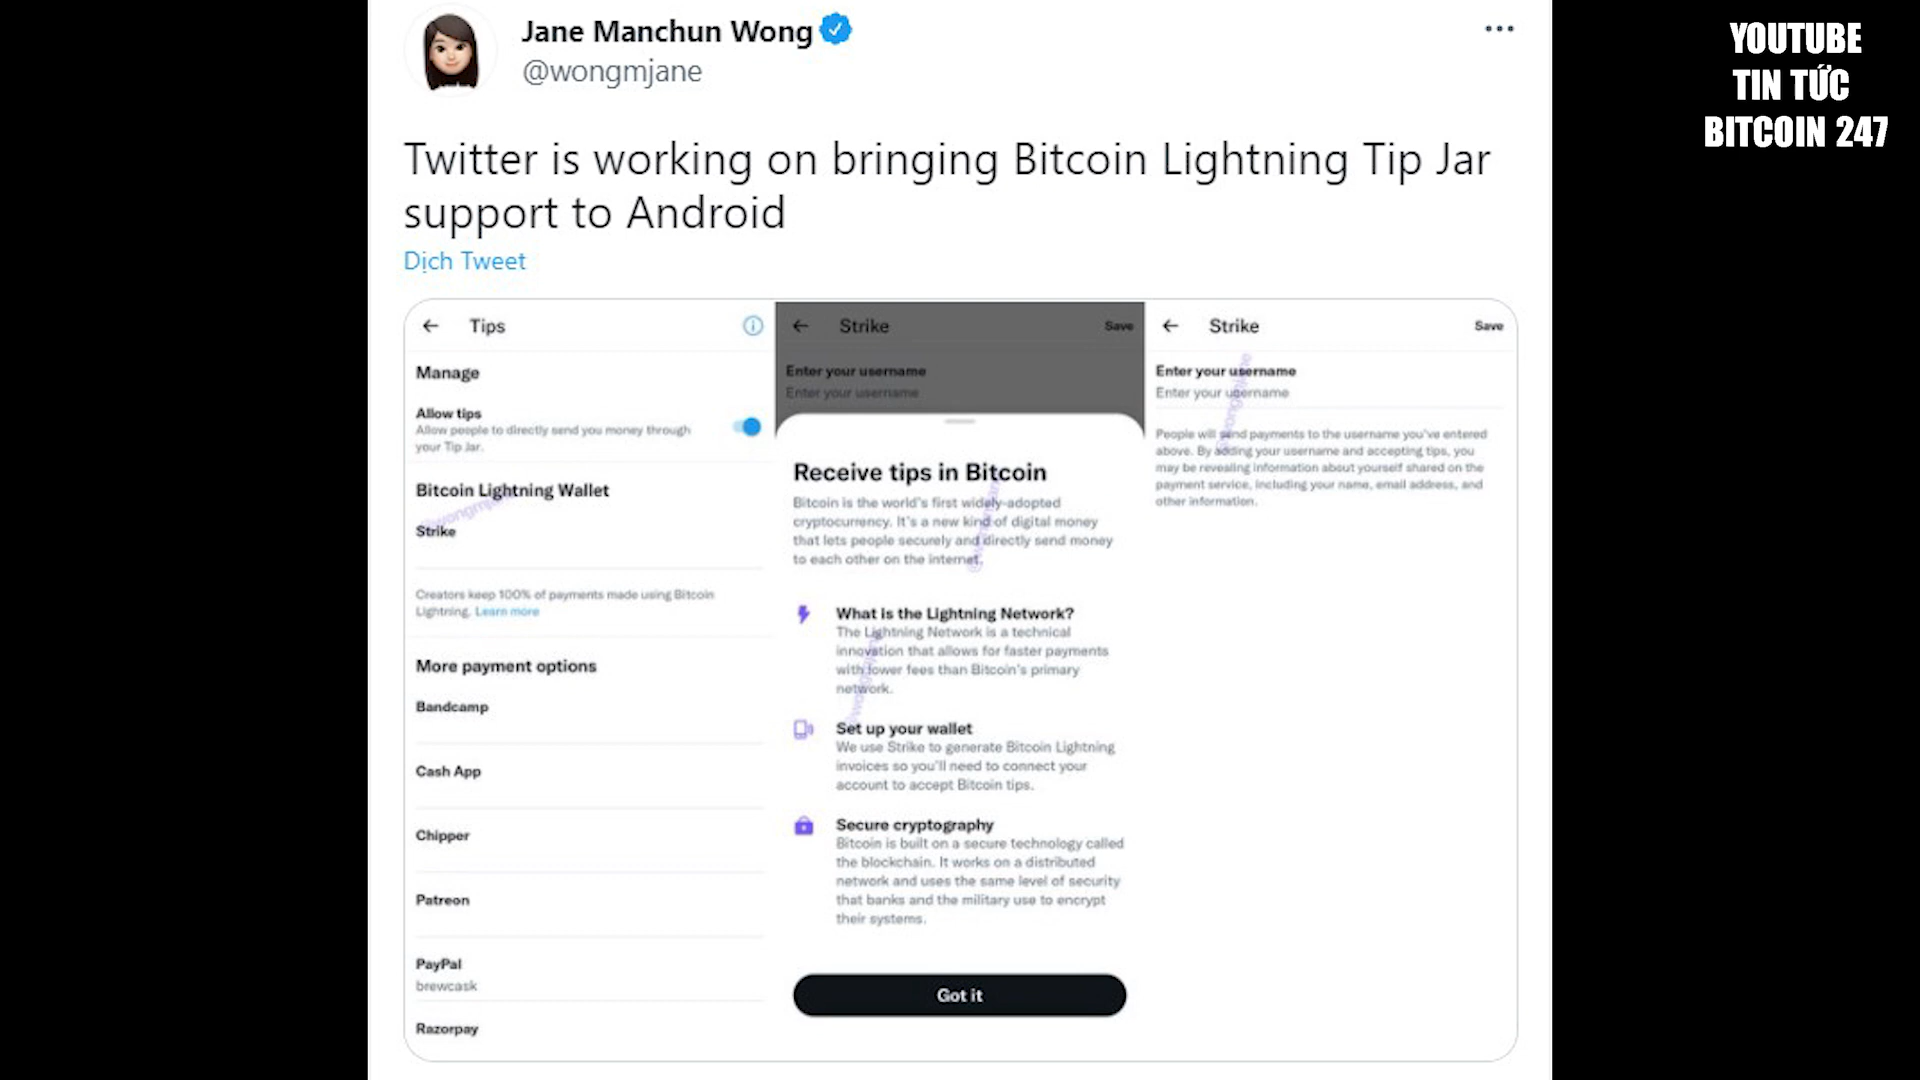 Jane Manchun Wong
@wongmjane
YOUTUBE
TIN TỨC
BITCOIN 247
Twitter is working on bringing Bitcoin Lightning Tip Jar
support to Android
Dịch Tweet
Tips
Manage
Allow tips
Allow people to directly send you money through
your Tip Jar.
Bitcoin Lightning Wallet
@wongmjane
Strike
Creators keep 100% of payments made using Bitcoin
Lightning. Learn more
More payment options
Bandcamp
Cash App
Chipper
Patreon
PayPal
brewcask
Razorpay
Strike
Save
Enter your username
Enter your username
Receive tips in Bitcoin
Bitcoin is the world's first widely-adopted
cryptocurrency. It's a new kind of digital money
that lets people securely and directly send money
to each other on the internet.
@wongmjane
What is the Lightning Network?
The Lightning Network is a technical
innovation that allows for faster payments
with lower fees than Bitcoin's primary
network.
@wongmjane
Set up your wallet
We use Strike to generate Bitcoin Lightning
invoices so you'll need to connect your
account to accept Bitcoin tips.
Secure cryptography
Bitcoin is built on a secure technology called
the blockchain. It works on a distributed
network and uses the same level of security
that banks and the military use to encrypt
their systems.
Got it
Strike
Save
Enter your username
Enter your username
@wongmjane
People will send payments to the username you've entered
above. By adding your username and accepting tips, you
may be revealing information about yourself shared on the
payment service, including your name, email address, and
other information.